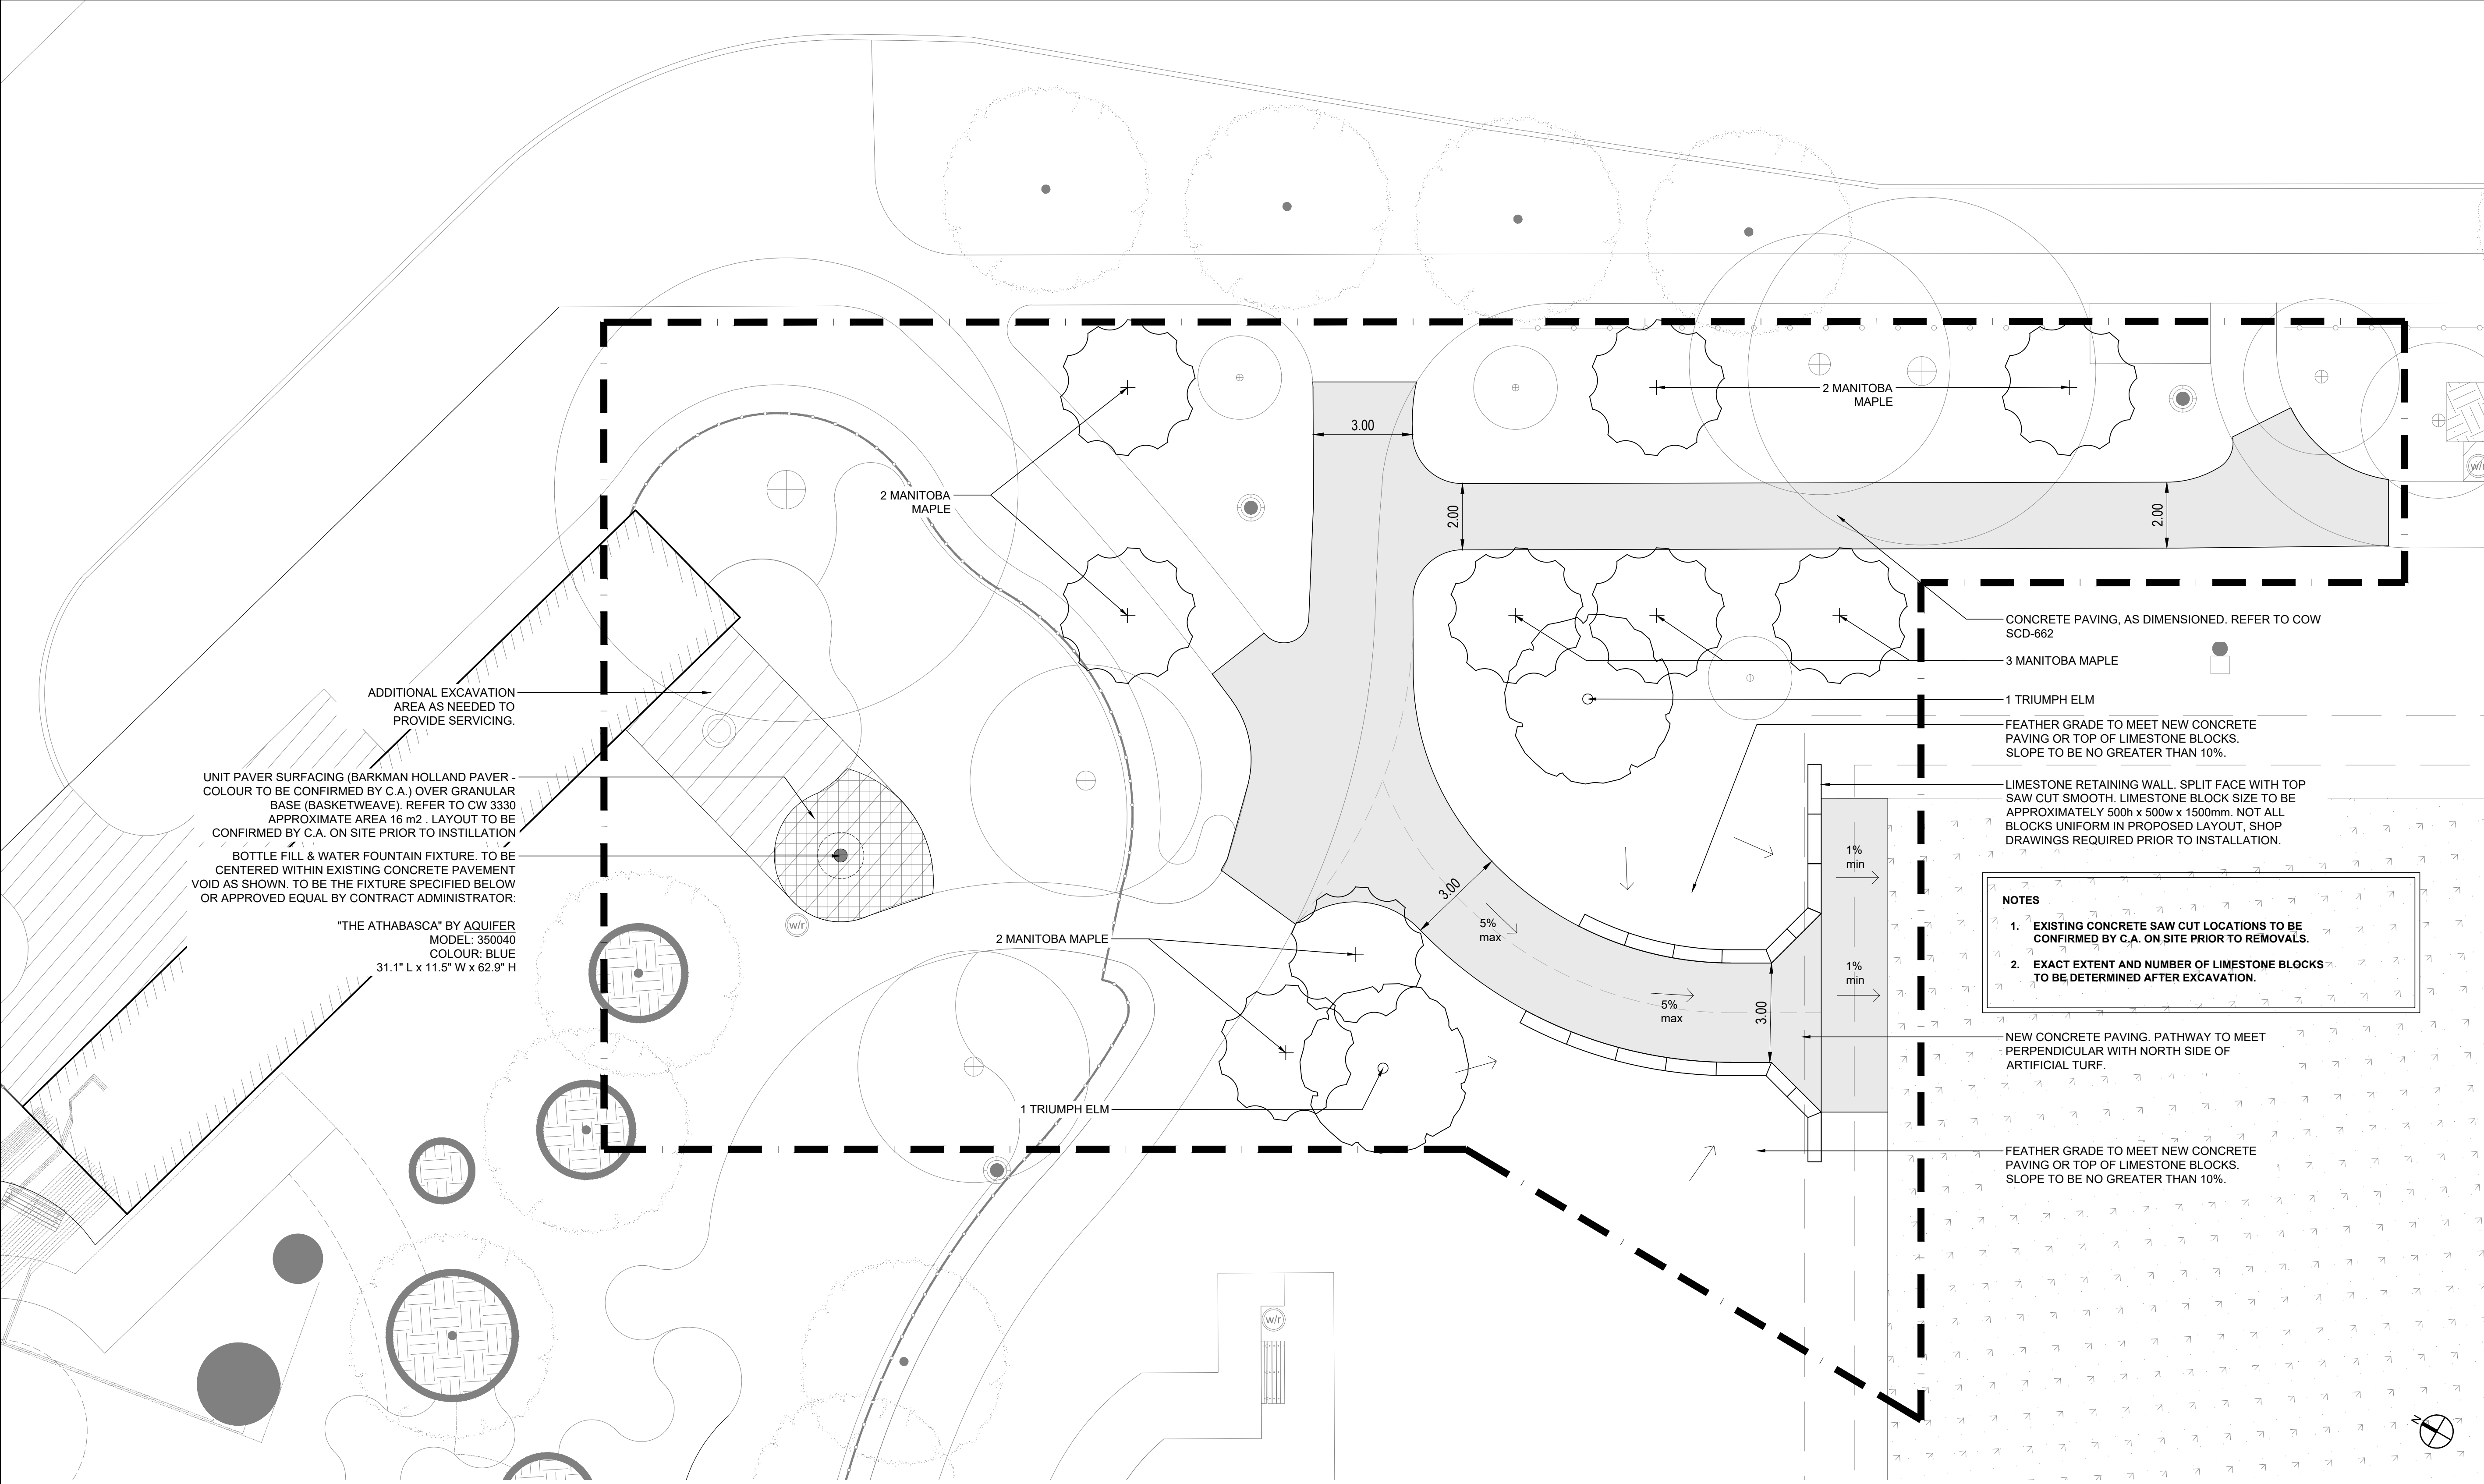 3.00
2 MANITOBA
MAPLE
2 MANITOBA
MAPLE
2.00
2.00
CONCRETE PAVING, AS DIMENSIONED. REFER TO COW
SCD-662
3 MANITOBA MAPLE
1 TRIUMPH ELM
FEATHER GRADE TO MEET NEW CONCRETE
PAVING OR TOP OF LIMESTONE BLOCKS.
SLOPE TO BE NO GREATER THAN 10%.
LIMESTONE RETAINING WALL. SPLIT FACE WITH TOP
SAW CUT SMOOTH. LIMESTONE BLOCK SIZE TO BE
APPROXIMATELY 500h x 500w x 1500mm. NOT ALL
BLOCKS UNIFORM IN PROPOSED LAYOUT, SHOP
DRAWINGS REQUIRED PRIOR TO INSTALLATION.
ADDITIONAL EXCAVATION
AREA AS NEEDED TO
PROVIDE SERVICING.
UNIT PAVER SURFACING (BARKMAN HOLLAND PAVER -
COLOUR TO BE CONFIRMED BY C.A.) OVER GRANULAR
BASE (BASKETWEAVE). REFER TO CW 3330
APPROXIMATE AREA 16 m2 . LAYOUT TO BE
CONFIRMED BY C.A. ON SITE PRIOR TO INSTILLATION
BOTTLE FILL & WATER FOUNTAIN FIXTURE. TO BE
CENTERED WITHIN EXISTING CONCRETE PAVEMENT
VOID AS SHOWN. TO BE THE FIXTURE SPECIFIED BELOW
OR APPROVED EQUAL BY CONTRACT ADMINISTRATOR:
"THE ATHABASCA" BY AQUIFER
MODEL: 350040
COLOUR: BLUE
31.1" L x 11.5" W x 62.9" H
w/r
w/r
w/r
2 MANITOBA MAPLE
1 TRIUMPH ELM
3.00
5%
max
5%
max
3.00
1%
min
1%
min
NOTES
1. EXISTING CONCRETE SAW CUT LOCATIONS TO BE
CONFIRMED BY C.A. ON SITE PRIOR TO REMOVALS.
2. EXACT EXTENT AND NUMBER OF LIMESTONE BLOCKS
TO BE DETERMINED AFTER EXCAVATION.
NEW CONCRETE PAVING. PATHWAY TO MEET
PERPENDICULAR WITH NORTH SIDE OF
ARTIFICIAL TURF.
FEATHER GRADE TO MEET NEW CONCRETE
PAVING OR TOP OF LIMESTONE BLOCKS.
SLOPE TO BE NO GREATER THAN 10%.
N